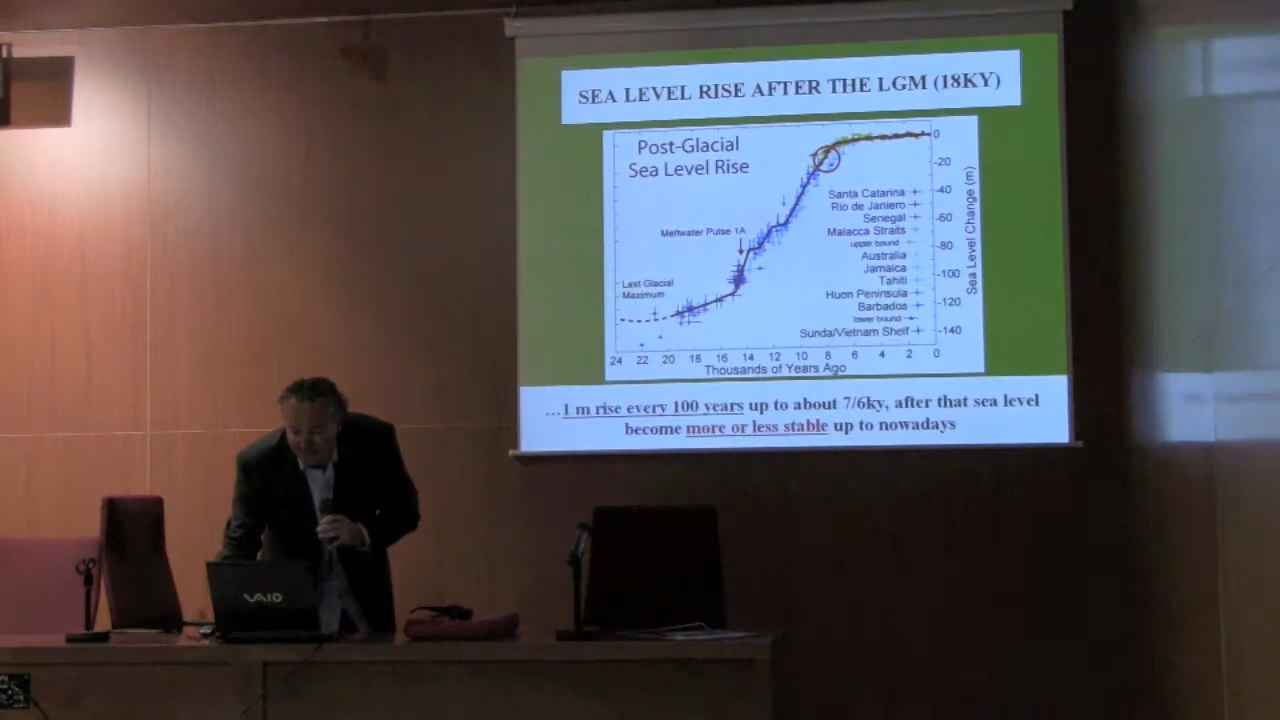 SEA LEVEL RISE AFTER THE LGM (18KY)
Post-Glacial
Sea Level Rise
Meltwater Pulse 1A
Last Glacial
Maximum
Santa Catarina
Rio de Janiero
Senegal
Malacca Straits
upper bound
Australia
Jamaica
Tahiti
Huon Peninsula
Barbados
lower bound
Sunda/Vietnam Shelf
0
-20
-40
-60
-80
-100
-120
-140
Sea Level Change (m)
24 22 20 18 16 14 12 10 8 6 4 2 0
Thousands of Years Ago
…1 m rise every 100 years up to about 7/6ky, after that sea level
become more or less stable up to nowadays
VAIO